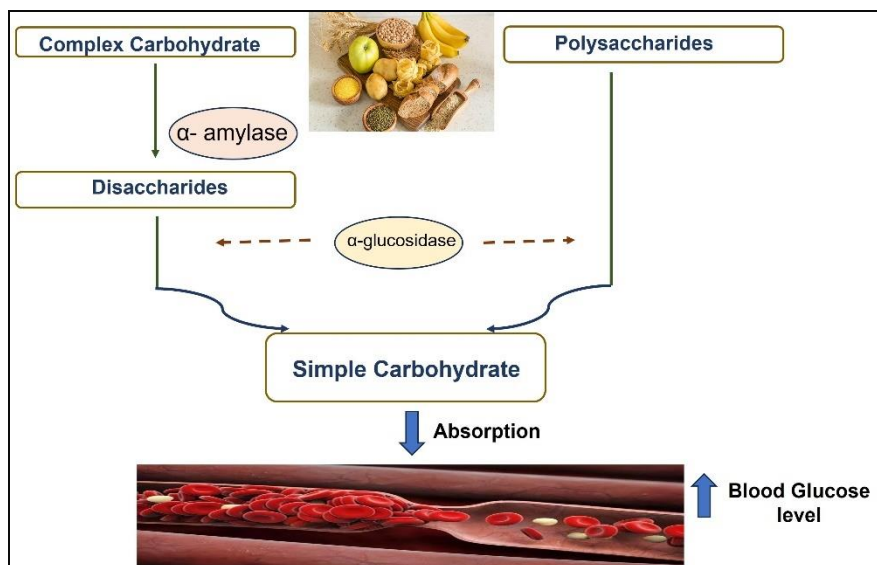 Complex Carbohydrate
Polysaccharides
α- amylase
Disaccharides
α-glucosidase
Simple Carbohydrate
Absorption
Blood Glucose
level